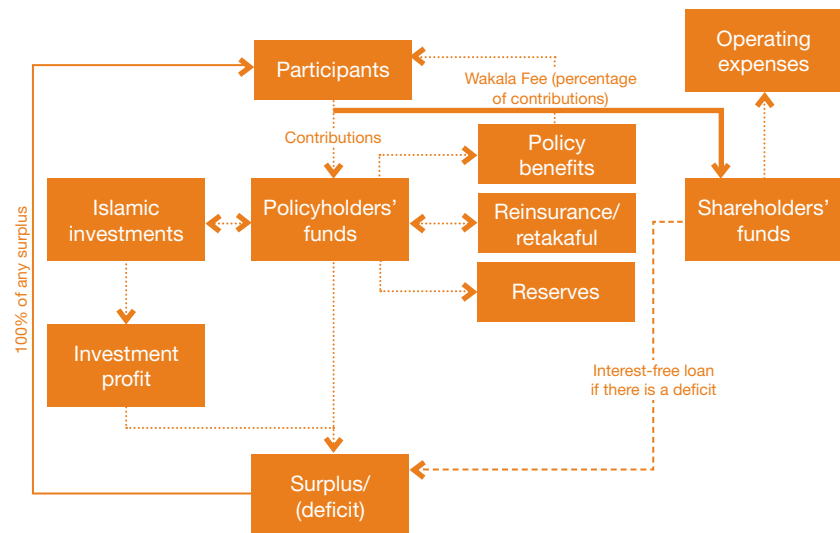 Operating
expenses
Participants
Wakala Fee (percentage
of contributions)
Contributions
Policy
benefits
Islamic
investments
Policyholders’
funds
Reinsurance/
retakaful
Shareholders’
funds
Reserves
100% of any surplus
Investment
profit
Interest-free loan
if there is a deficit
Surplus/
(deficit)